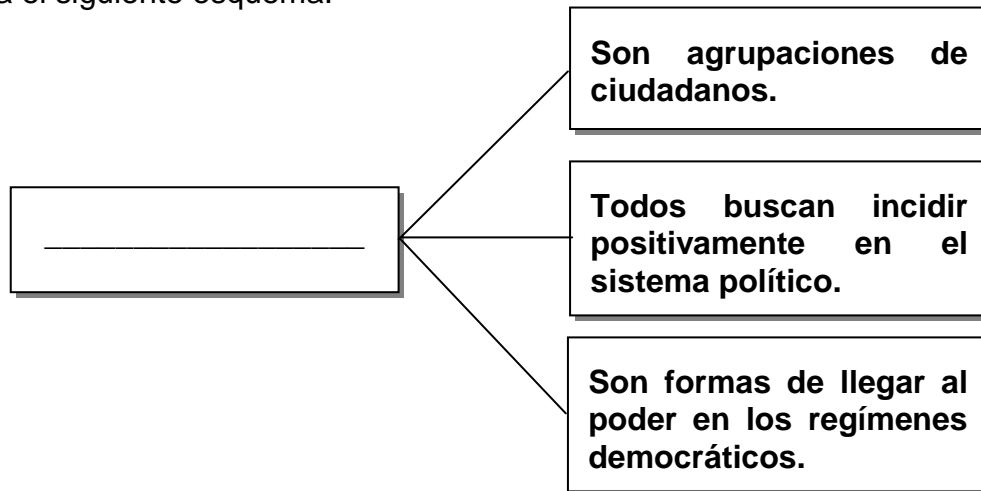 el siguiente esquema.
Son agrupaciones de
ciudadanos.
____________________
Todos buscan incidir
positivamente en el
sistema político.
Son formas de llegar al
poder en los regímenes
democráticos.